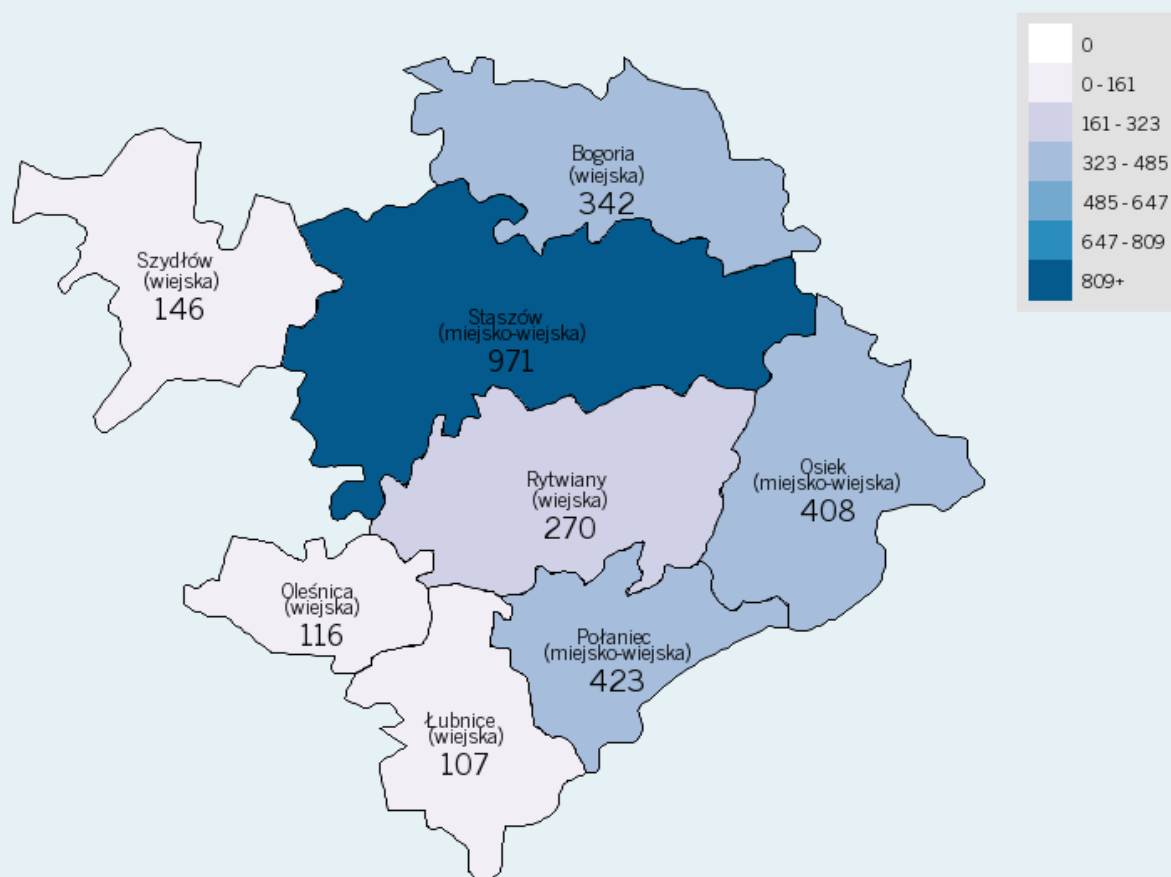 0
0 - 161
161 - 323
323 - 485
485 - 647
647 - 809
809+
Bogoria
(wiejska)
342
Szydłów
(wiejska)
146
Staszów
(miejsko-wiejska)
971
Osiek
(miejsko-wiejska)
408
Rytwiany
(wiejska)
270
Oleśnica
(wiejska)
116
Połaniec
(miejsko-wiejska)
423
Łubnice
(wiejska)
107